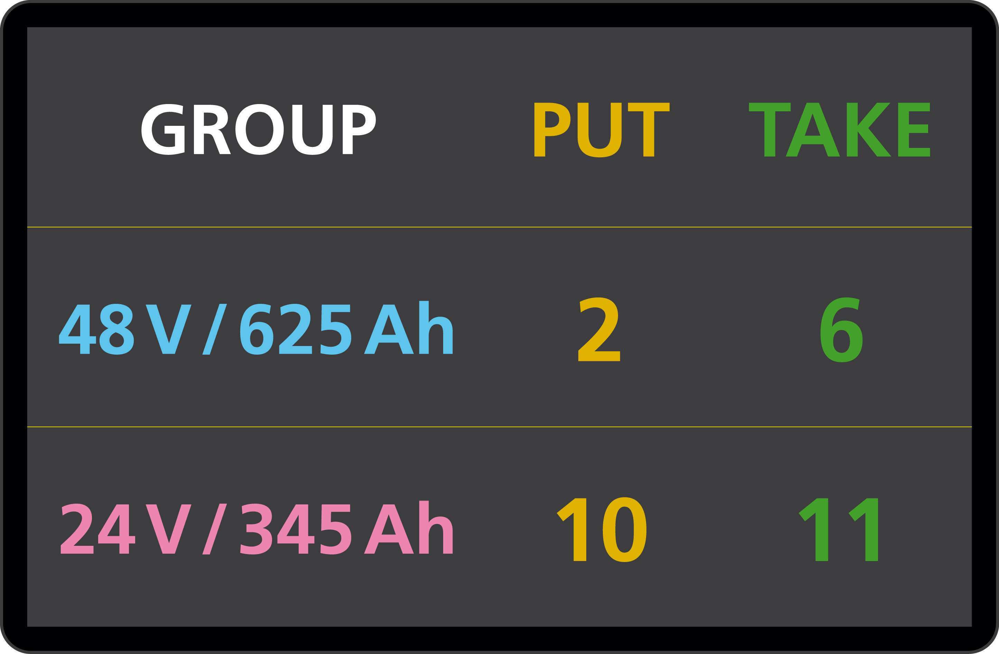 GROUP PUT TAKE
48 V / 625 Ah 2 6
24 V / 345 Ah 10 11